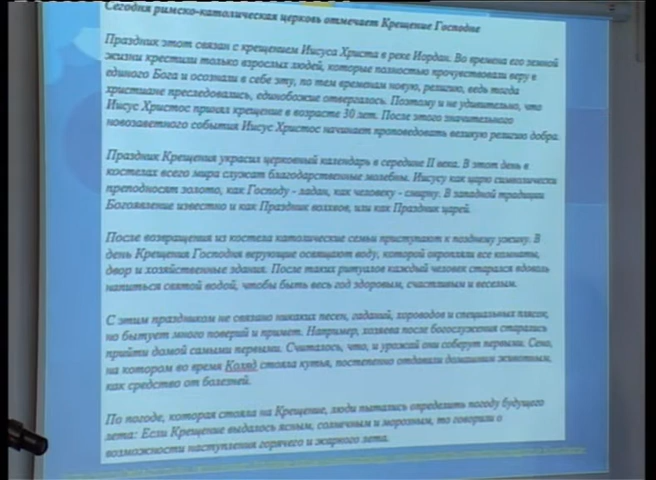 Сегодня римско-католическая церковь отмечает Крещение Господне
Праздник этот связан с крещением Иисуса Христа в реке Иордан. Во времена его земной
жизни крестили только взрослых людей, которые полностью прочувствовали веру в
единого Бога и осознали в себе эту, по тем временам новую, религию, ведь тогда
христиане преследовались, единобожие отвергалось. Поэтому и не удивительно, что
Иисус Христос принял крещение в возрасте 30 лет. После этого значительного
новозаветного события Иисус Христос начинает проповедовать великую религию добра.
Праздник Крещения украсил церковный календарь в середине II века. В этот день в
костелах всего мира служат благодарственные молебны. Иисусу как царю символически
преподносят золото, как Господу - ладан, как человеку - смирну. В западной традиции
Богоявление известно и как Праздник волхвов, или как Праздник царей.
После возвращения из костела католические семьи приступают к позднему ужину. В
день Крещения Господня верующие освящают воду, которой окропляли все комнаты,
двор и хозяйственные здания. После таких ритуалов каждый человек старался вдоволь
напиться святой водой, чтобы быть весь год здоровым, счастливым и веселым.
С этим праздником не связано никаких песен, гаданий, хороводов и специальных плясок,
но бытует много поверий и примет. Например, хозяева после богослужения старались
прийти домой самыми первыми. Считалось, что, и урожай они соберут первыми. Сено,
на котором во время Коляд стояла кутья, постепенно отдавали домашним животным,
как средство от болезней.
По погоде, которая стояла на Крещение, люди пытались определить погоду будущего
лета: Если Крещение выдалось ясным, солнечным и морозным, то говорили о
возможности наступления горячего и жаркого лета.